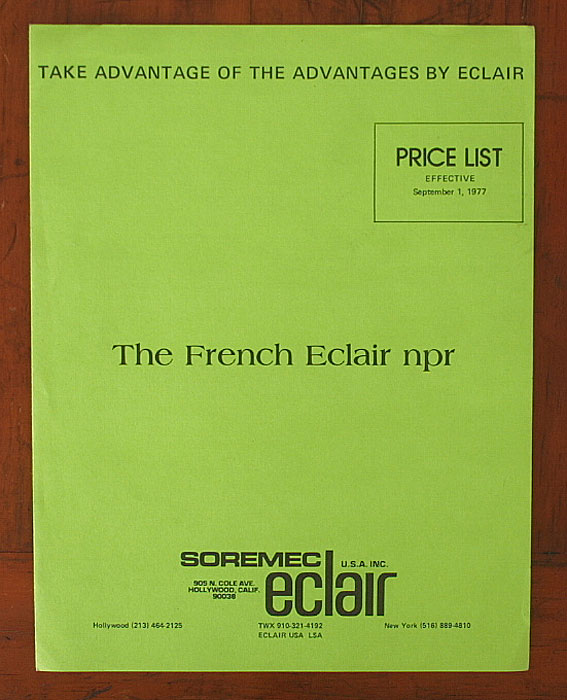 TAKE ADVANTAGE OF THE ADVANTAGES BY ECLAIR
PRICE LIST
EFFECTIVE
September 1, 1977
The French Eclair npr
SOREMEC
U.S.A. INC.
905 N. COLE AVE.
HOLLYWOOD, CALIF.
90038
eclair
Hollywood (213) 464-2125
TWX 910-321-4192
ECLAIR USA LSA
New York (516) 889-4810